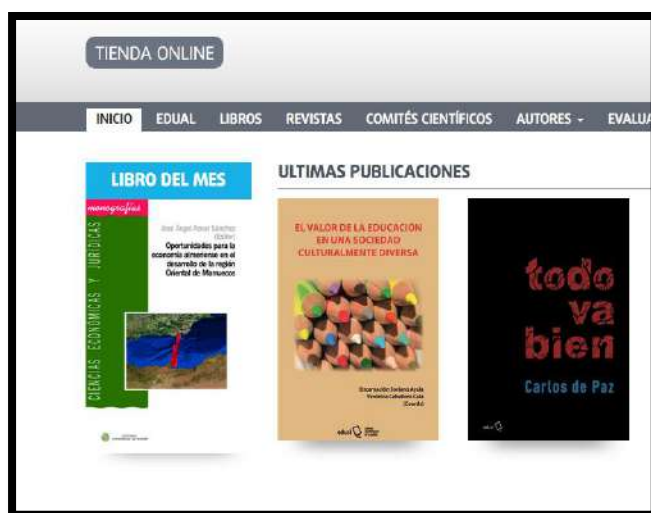 TIENDA ONLINE
INICIO EDUAL LIBROS REVISTAS COMITÉS CIENTÍFICOS AUTORES EVALUA
LIBRO DEL MES
ULTIMAS PUBLICACIONES
monografías
CIENCIAS ECONÓMICAS Y JURÍDICAS
Oportunidades para la
economía almeriense en el
desarrollo de la región
Oriental de Marruecos
EL VALOR DE LA EDUCACIÓN
EN UNA SOCIEDAD
CULTURALMENTE DIVERSA
edual
todo
va
bien
Carlos de Paz